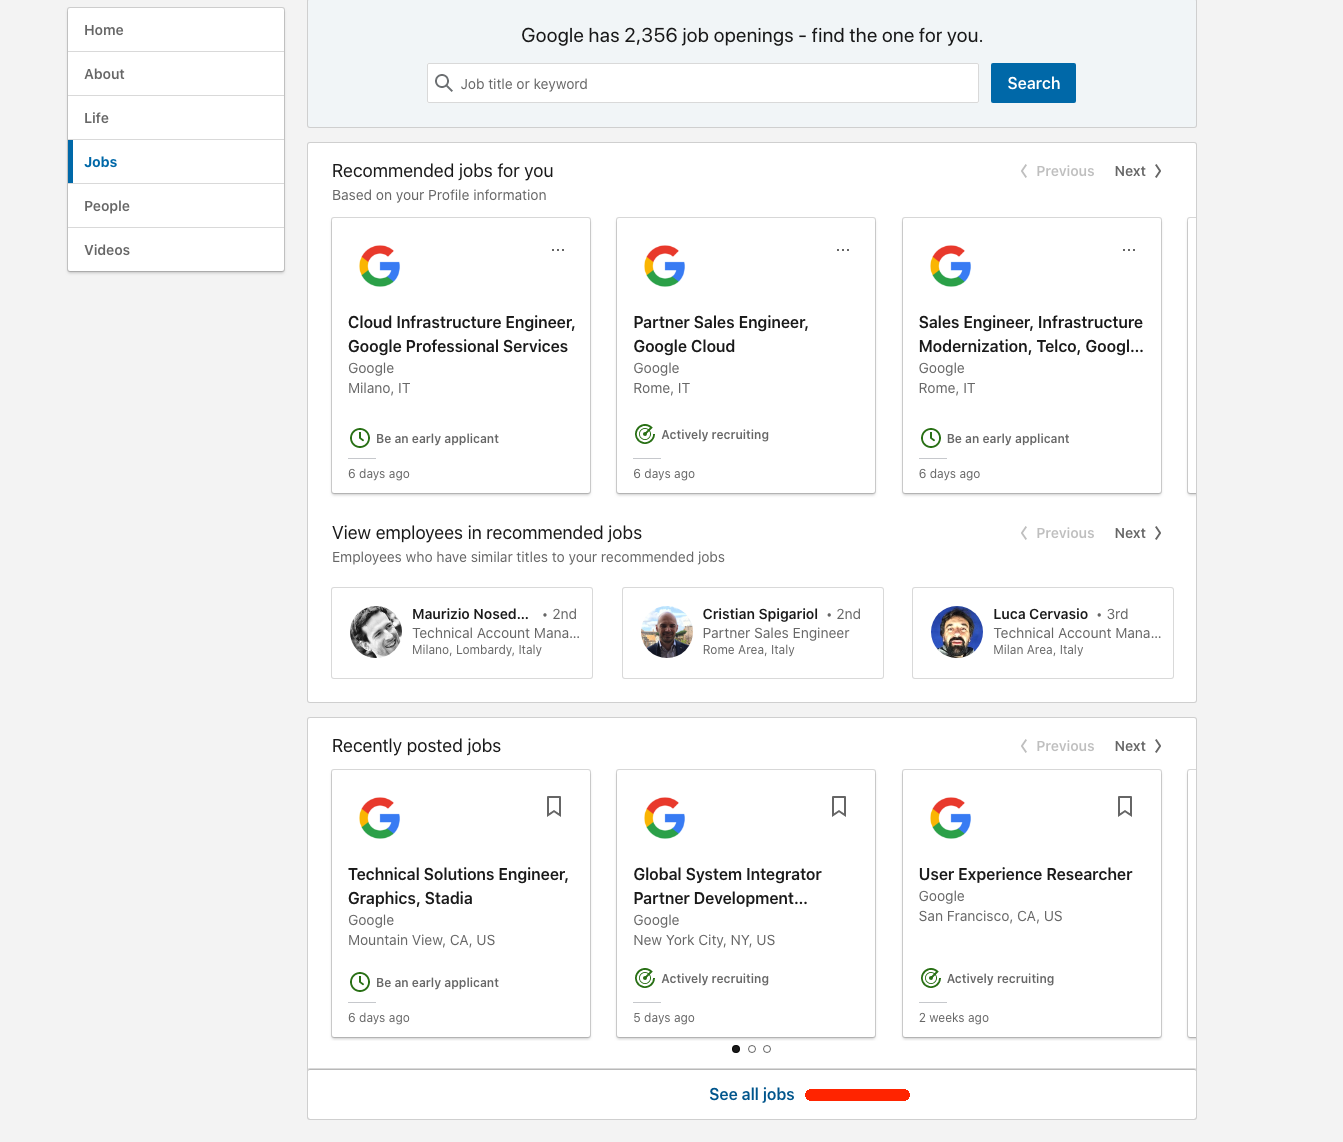 Home
About
Life
Jobs
People
Videos
Google has 2,356 job openings - find the one for you.
Job title or keyword
Search
Recommended jobs for you
Previous
Next
Based on your Profile information
...
Cloud Infrastructure Engineer,
Google Professional Services
Google
Milano, IT
Be an early applicant
6 days ago
...
Partner Sales Engineer,
Google Cloud
Google
Rome, IT
Actively recruiting
6 days ago
...
Sales Engineer, Infrastructure
Modernization, Telco, Googl...
Google
Rome, IT
Be an early applicant
6 days ago
View employees in recommended jobs
Previous
Next
Employees who have similar titles to your recommended jobs
Maurizio Nosed... • 2nd
Technical Account Mana...
Milano, Lombardy, Italy
Cristian Spigariol • 2nd
Partner Sales Engineer
Rome Area, Italy
Luca Cervasio • 3rd
Technical Account Mana...
Milan Area, Italy
Recently posted jobs
Previous
Next
Technical Solutions Engineer,
Graphics, Stadia
Google
Mountain View, CA, US
Be an early applicant
6 days ago
Global System Integrator
Partner Development...
Google
New York City, NY, US
Actively recruiting
5 days ago
User Experience Researcher
Google
San Francisco, CA, US
Actively recruiting
2 weeks ago
See all jobs